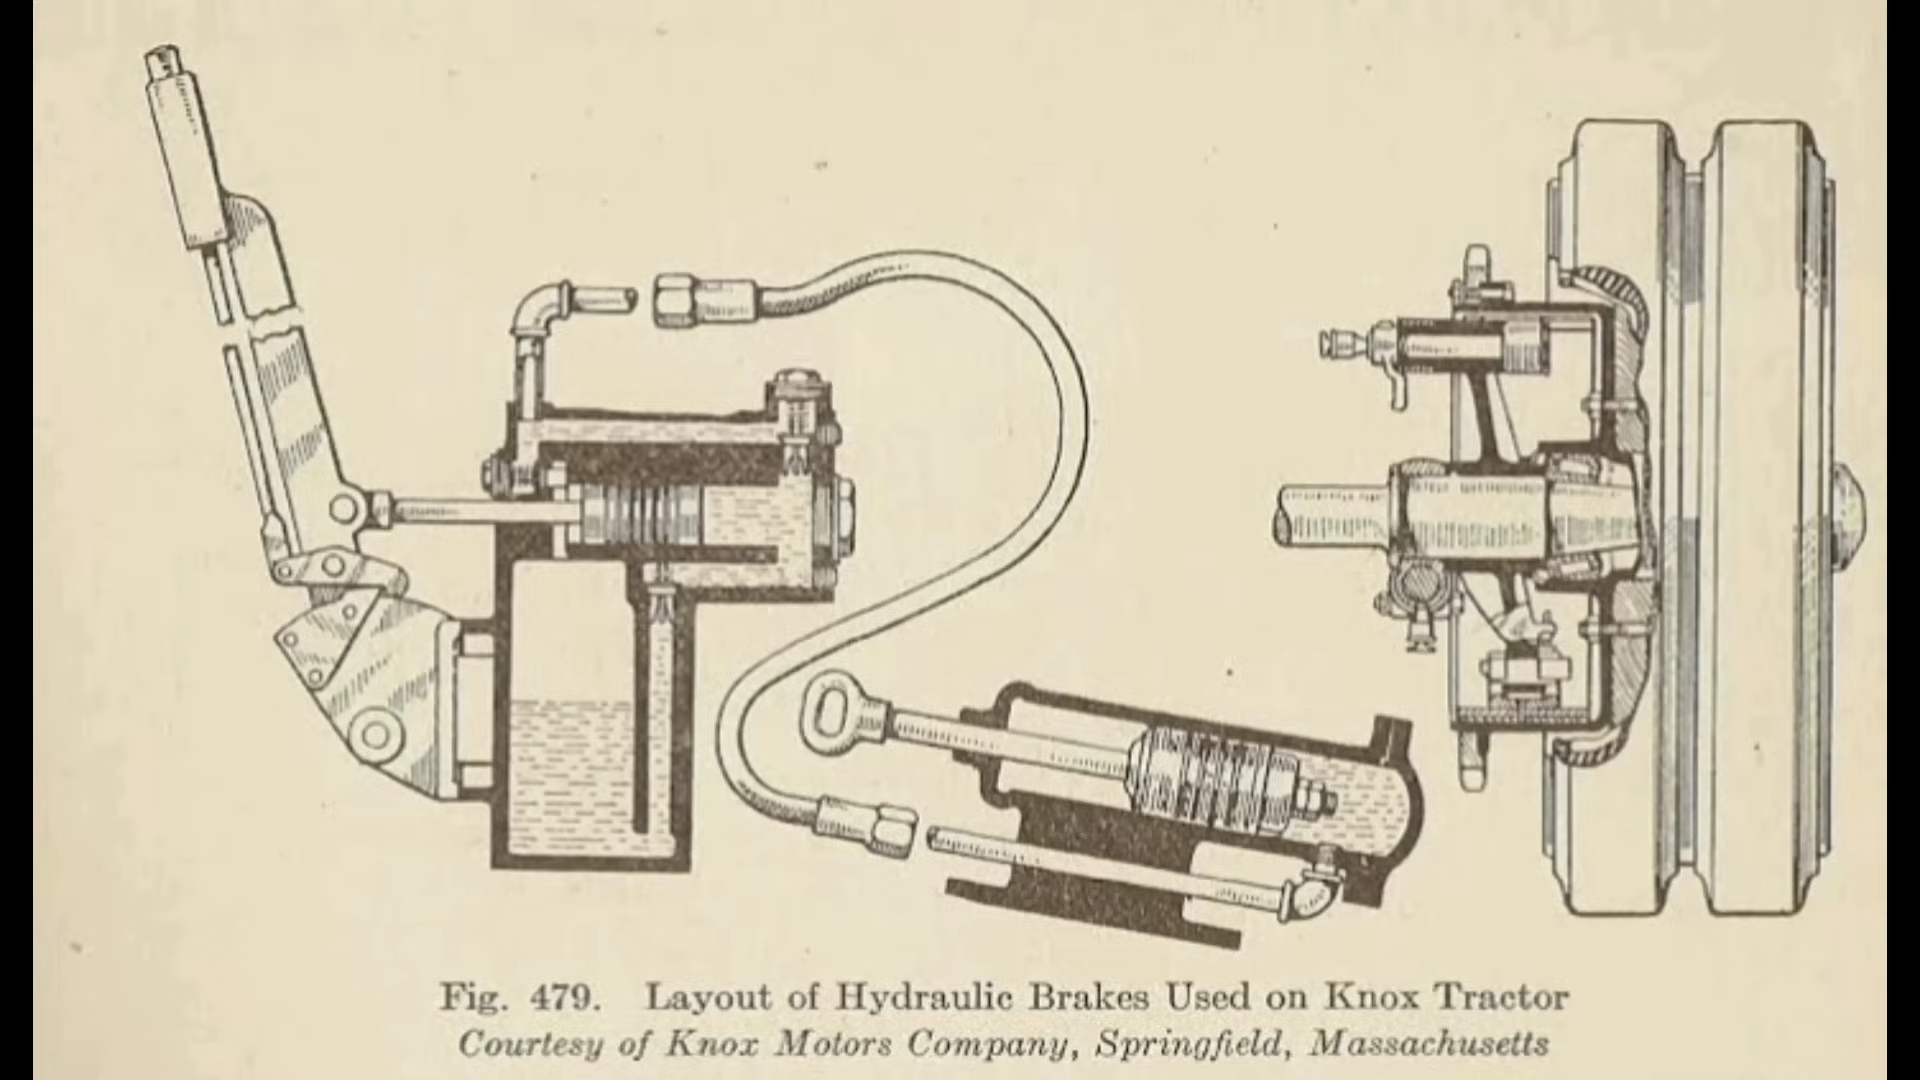 Fig. 479. Layout of Hydraulic Brakes Used on Knox Tractor
Courtesy of Knox Motors Company, Springfield, Massachusetts